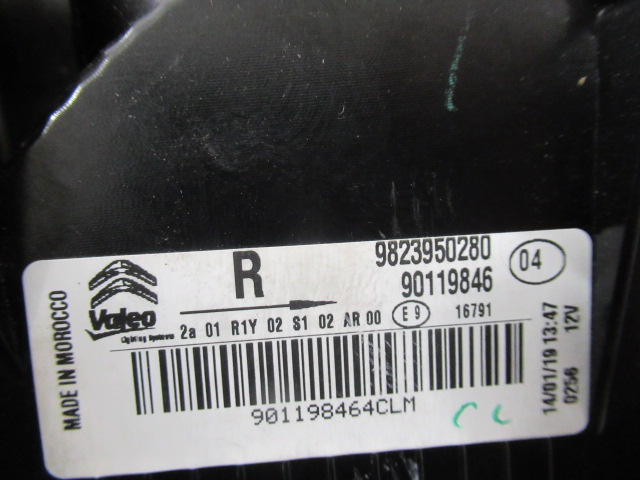 MADE IN MOROCCO
Valeo
Lighting Systems
R
9823950280
90119846
04
2a 01 R1Y 02 S1 02 AR 00
E 9
16791
901198464CLM
CL
14/01/19 13:47
0256 12V